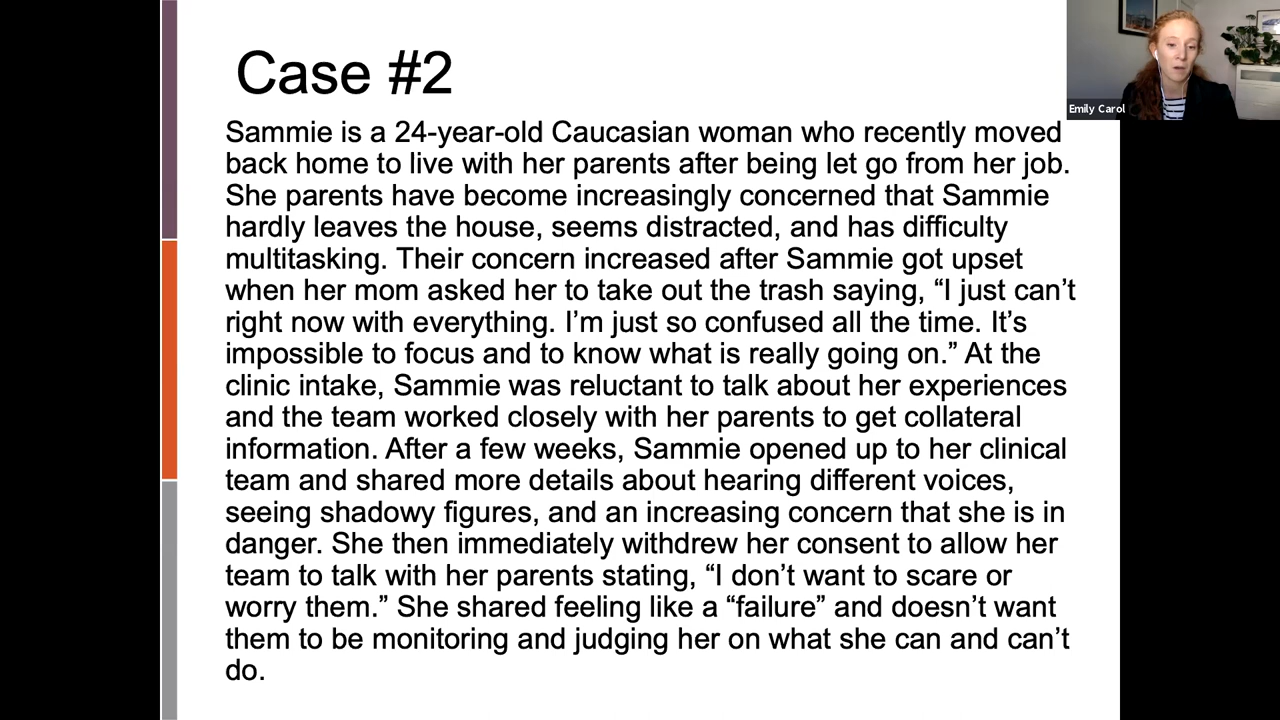 Case #2
Emily Carol
Sammie is a 24-year-old Caucasian woman who recently moved
back home to live with her parents after being let go from her job.
She parents have become increasingly concerned that Sammie
hardly leaves the house, seems distracted, and has difficulty
multitasking. Their concern increased after Sammie got upset
when her mom asked her to take out the trash saying, “I just can’t
right now with everything. I’m just so confused all the time. It’s
impossible to focus and to know what is really going on.” At the
clinic intake, Sammie was reluctant to talk about her experiences
and the team worked closely with her parents to get collateral
information. After a few weeks, Sammie opened up to her clinical
team and shared more details about hearing different voices,
seeing shadowy figures, and an increasing concern that she is in
danger. She then immediately withdrew her consent to allow her
team to talk with her parents stating, “I don’t want to scare or
worry them.” She shared feeling like a “failure” and doesn’t want
them to be monitoring and judging her on what she can and can’t
do.